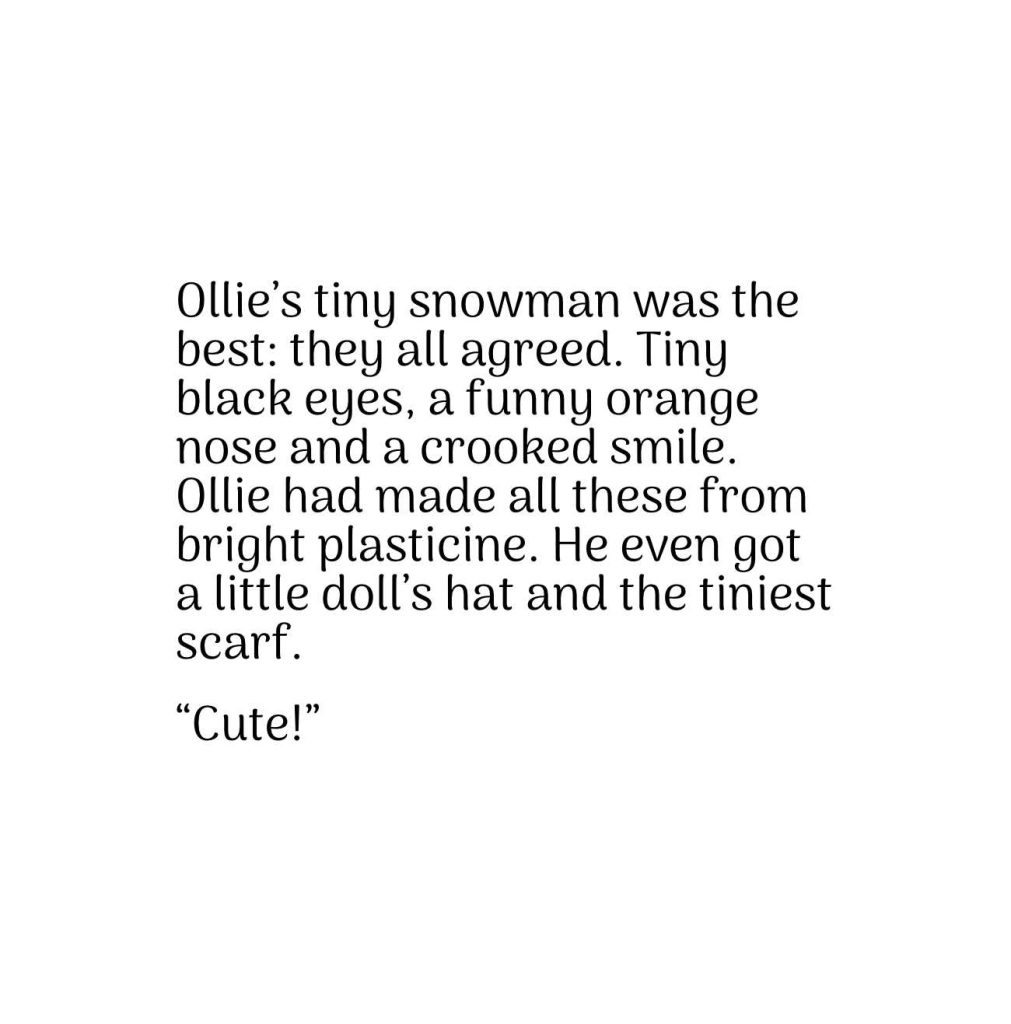 Ollie’s tiny snowman was the
best: they all agreed. Tiny
black eyes, a funny orange
nose and a crooked smile.
Ollie had made all these from
bright plasticine. He even got
a little doll’s hat and the tiniest
scarf.
“Cute!”